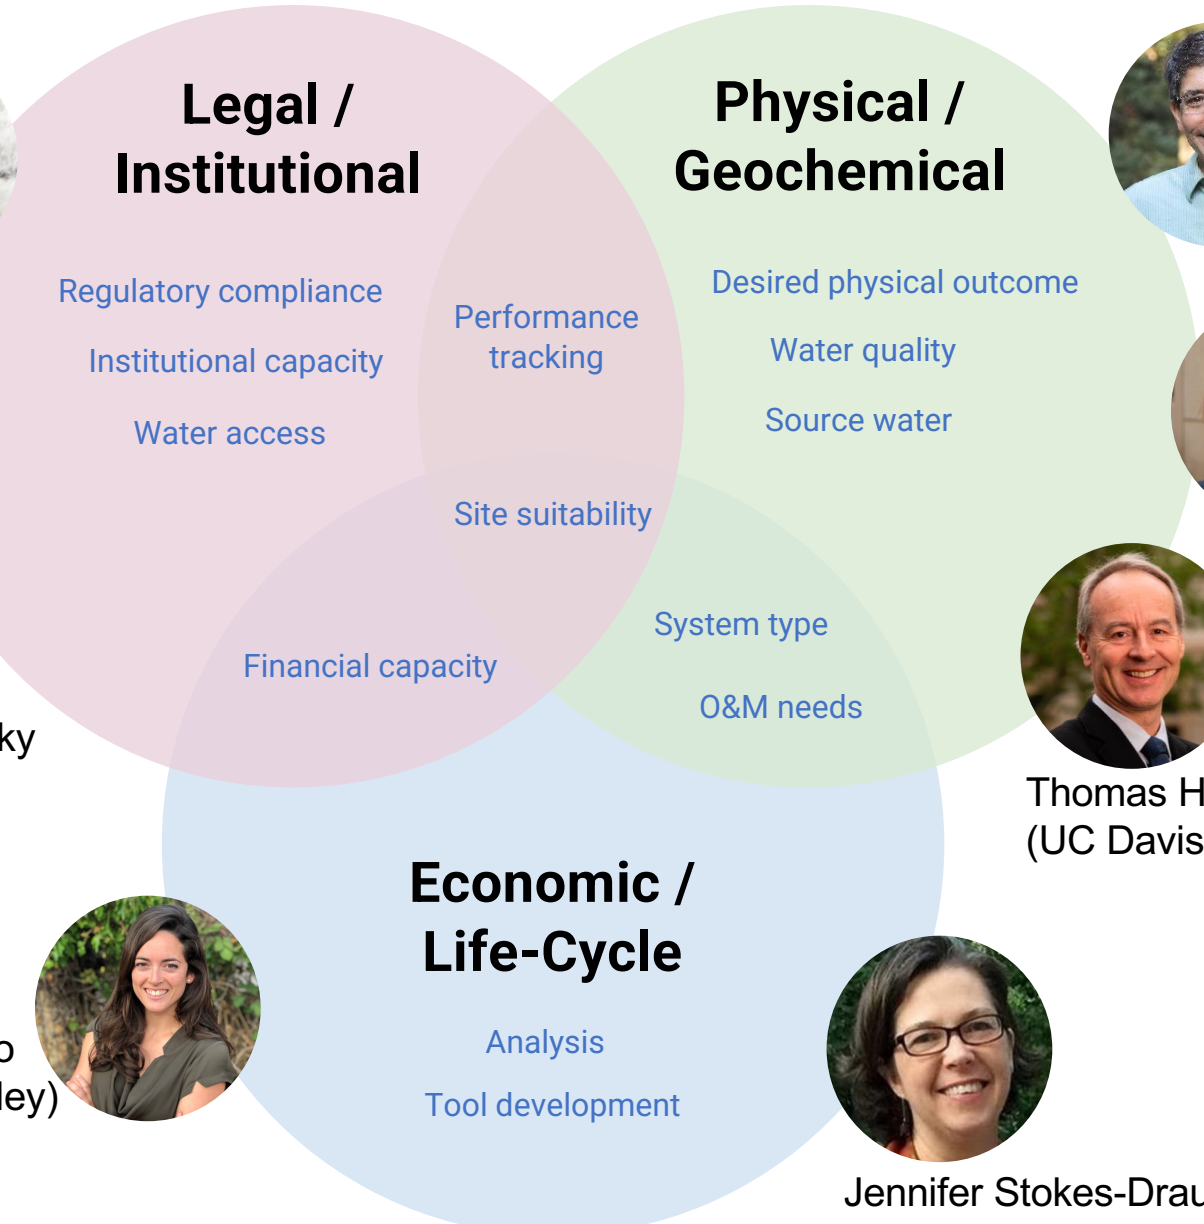 Legal /
Institutional
Physical /
Geochemical
Regulatory compliance
Institutional capacity
Water access
Performance
tracking
Desired physical outcome
Water quality
Source water
Site suitability
System type
O&M needs
Financial capacity
ky
Thomas H
(UC Davis
Economic /
Life-Cycle
Analysis
Tool development
o
ley)
Jennifer Stokes-Drau